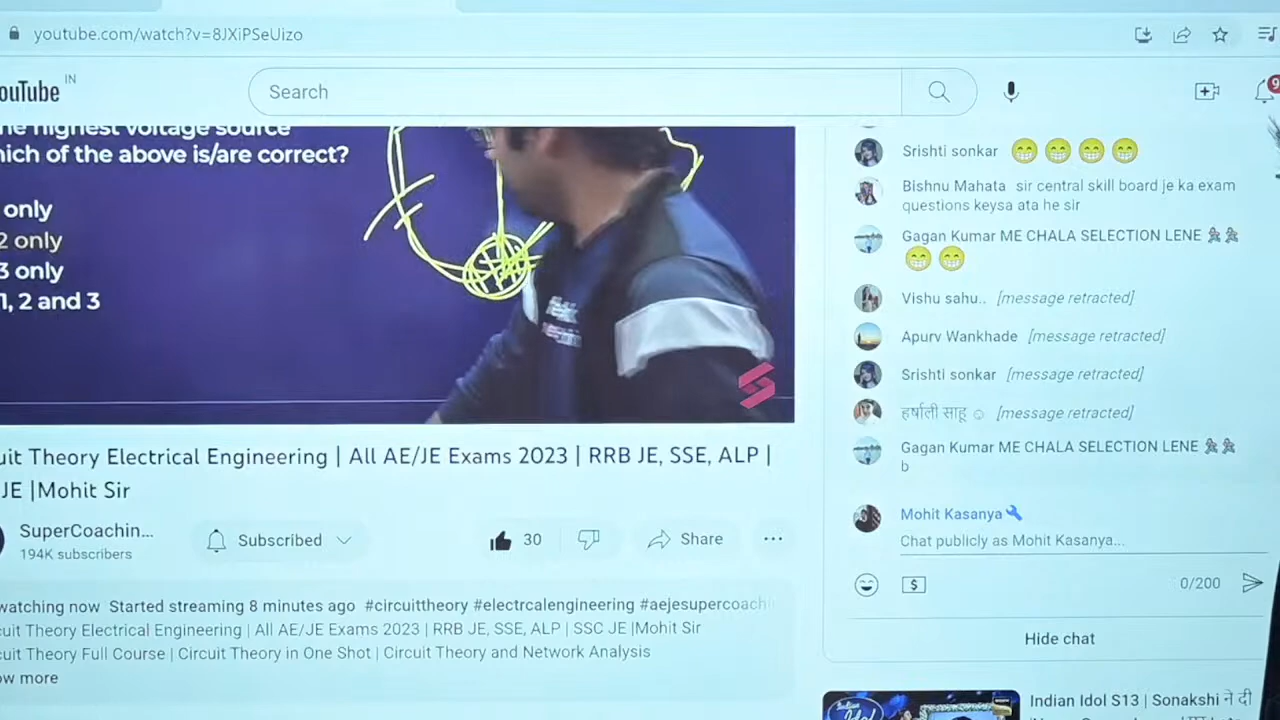 youtube.com/watch?v=8JXiPSeUizo
ouTube IN
Search
9
he highest voltage source
hich of the above is/are correct?
only
2 only
3 only
1, 2 and 3
uit Theory Electrical Engineering | All AE/JE Exams 2023 | RRB JE, SSE, ALP |
JE |Mohit Sir
SuperCoachin...
194K subscribers
Subscribed
30
Share
watching now Started streaming 8 minutes ago #circuittheory #electrcalengineering #aejesupercoachi
uit Theory Electrical Engineering | All AE/JE Exams 2023 | RRB JE, SSE, ALP | SSC JE |Mohit Sir
uit Theory Full Course | Circuit Theory in One Shot | Circuit Theory and Network Analysis
ow more
Srishti sonkar
Bishnu Mahata sir central skill board je ka exam
questions keysa ata he sir
Gagan Kumar ME CHALA SELECTION LENE
Vishu sahu.. [message retracted]
Apurv Wankhade [message retracted]
Srishti sonkar [message retracted]
हर्षाली साहू [message retracted]
Gagan Kumar ME CHALA SELECTION LENE
b
Mohit Kasanya
Chat publicly as Mohit Kasanya...
0/200
Hide chat
Indian Idol S13 | Sonakshi ने दी